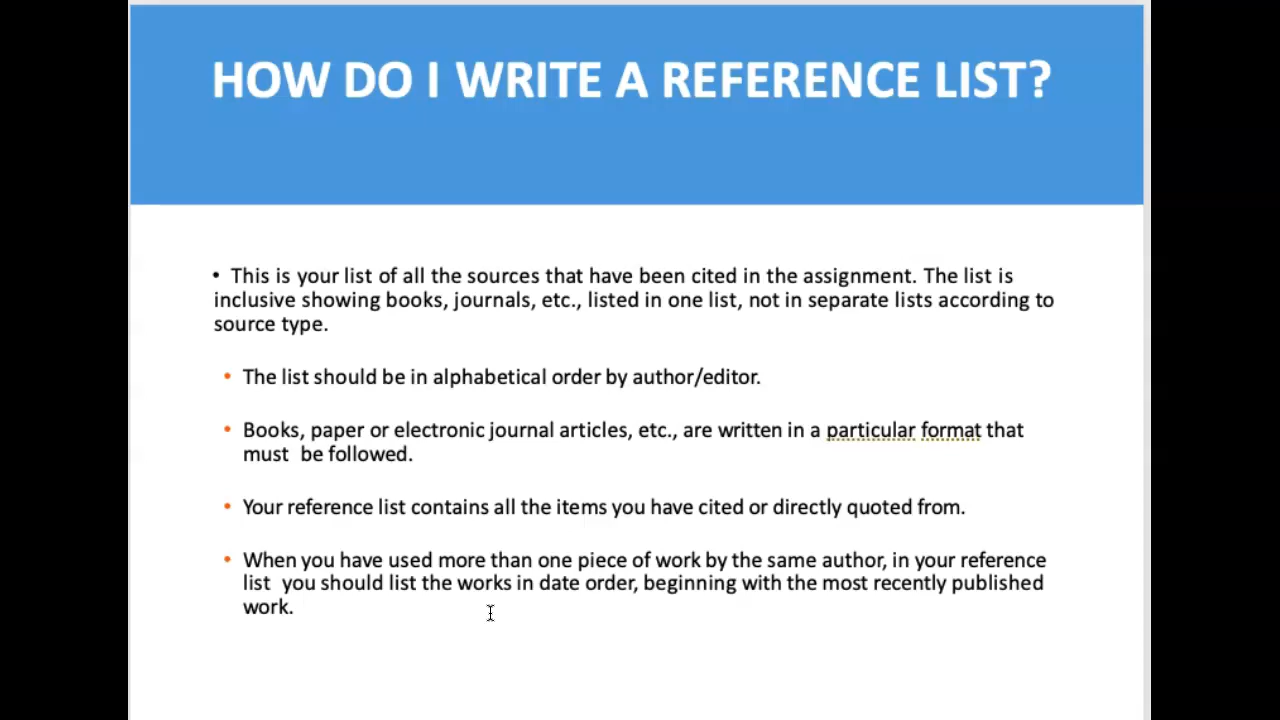 HOW DO I WRITE A REFERENCE LIST?
• This is your list of all the sources that have been cited in the assignment. The list is
inclusive showing books, journals, etc., listed in one list, not in separate lists according to
source type.
• The list should be in alphabetical order by author/editor.
• Books, paper or electronic journal articles, etc., are written in a particular format that
must  be followed.
• Your reference list contains all the items you have cited or directly quoted from.
• When you have used more than one piece of work by the same author, in your reference
list  you should list the works in date order, beginning with the most recently published
work.